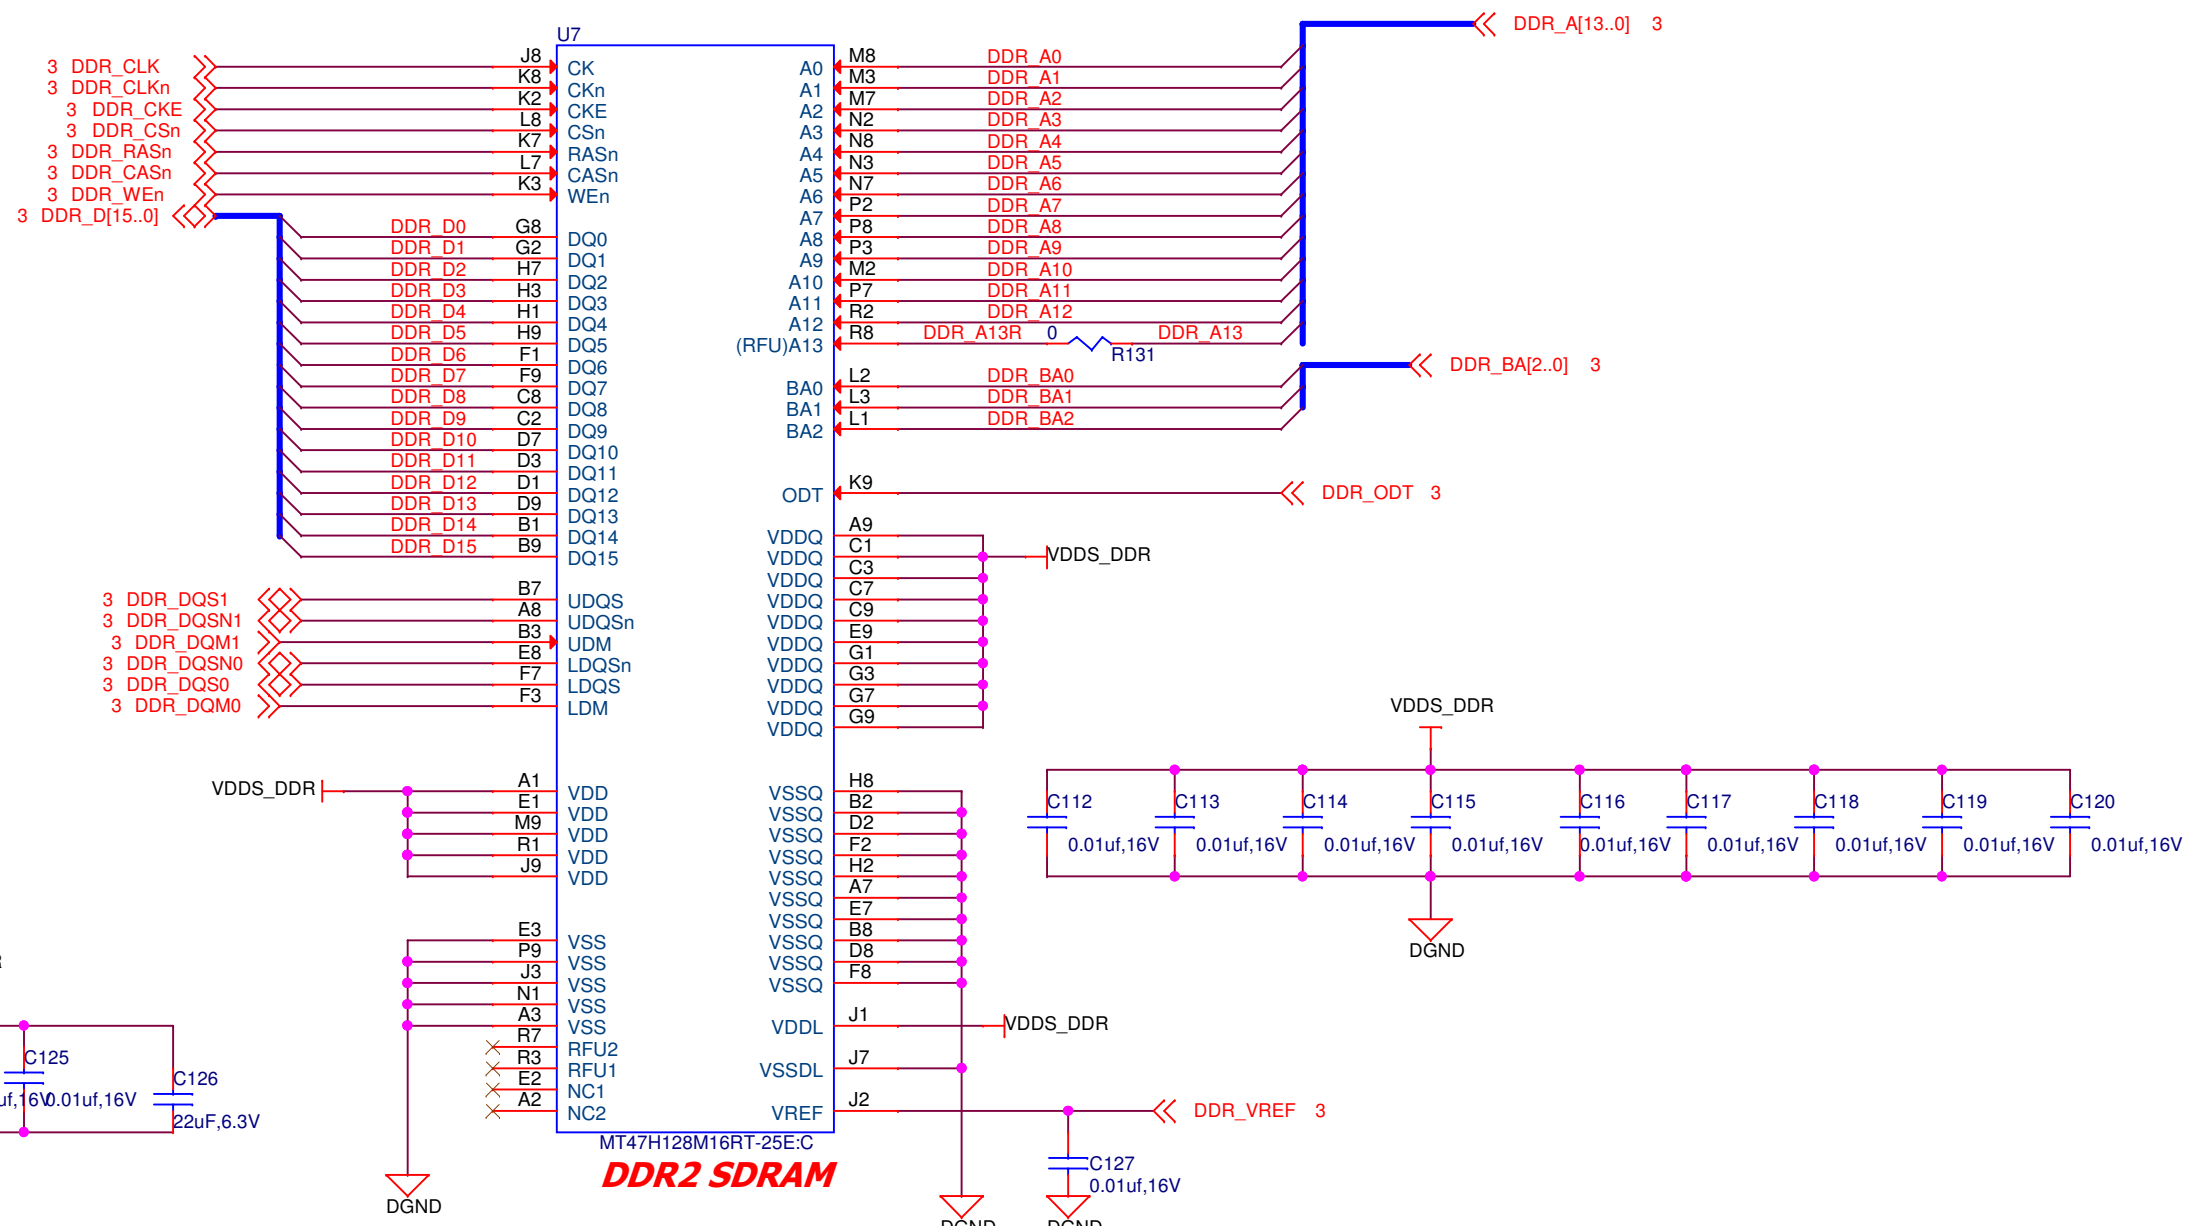 U7
3 DDR_CLK J8 CK
3 DDR_CLKn K8 CKn
3 DDR_CKE K2 CKE
3 DDR_CSn L8 CSn
3 DDR_RASn K7 RASn
3 DDR_CASn L7 CASn
3 DDR_WEn K3 WEn
3 DDR_D[15..0]
DDR_D0 G8 DQ0
DDR_D1 G2 DQ1
DDR_D2 H7 DQ2
DDR_D3 H3 DQ3
DDR_D4 H1 DQ4
DDR_D5 H9 DQ5
DDR_D6 F1 DQ6
DDR_D7 F9 DQ7
DDR_D8 C8 DQ8
DDR_D9 C2 DQ9
DDR_D10 D7 DQ10
DDR_D11 D3 DQ11
DDR_D12 D1 DQ12
DDR_D13 D9 DQ13
DDR_D14 B1 DQ14
DDR_D15 B9 DQ15
3 DDR_DQS1 B7 UDQS
3 DDR_DQSN1 A8 UDQSn
3 DDR_DQM1 B3 UDM
3 DDR_DQSN0 E8 LDQSn
3 DDR_DQS0 F7 LDQS
3 DDR_DQM0 F3 LDM
VDDS_DDR A1 VDD
E1 VDD
M9 VDD
R1 VDD
J9 VDD
E3 VSS
P9 VSS
J3 VSS
N1 VSS
A3 VSS
R7 RFU2
R3 RFU1
E2 NC1
A2 NC2
DGND
DDR_A[13..0] 3
A0 M8 DDR_A0
A1 M3 DDR_A1
A2 M7 DDR_A2
A3 N2 DDR_A3
A4 N8 DDR_A4
A5 N3 DDR_A5
A6 N7 DDR_A6
A7 P2 DDR_A7
A8 P8 DDR_A8
A9 P3 DDR_A9
A10 M2 DDR_A10
A11 P7 DDR_A11
A12 R2 DDR_A12
(RFU)A13 R8 DDR_A13R 0 R131 DDR_A13
DDR_BA[2..0] 3
BA0 L2 DDR_BA0
BA1 L3 DDR_BA1
BA2 L1 DDR_BA2
ODT K9 DDR_ODT 3
VDDQ A9
VDDQ C1 VDDS_DDR
VDDQ C3
VDDQ C7
VDDQ C9
VDDQ E9
VDDQ G1
VDDQ G3
VDDQ G7
VDDQ G9
VSSQ H8
VSSQ B2
VSSQ D2
VSSQ F2
VSSQ H2
VSSQ A7
VSSQ E7
VSSQ B8
VSSQ D8
VSSQ F8
VDDL J1 VDDS_DDR
VSSDL J7
VREF J2 DDR_VREF 3
C127
0.01uf,16V
DGND DGND
MT47H128M16RT-25E:C
DDR2 SDRAM
VDDS_DDR
C112 C113 C114 C115 C116 C117 C118 C119 C120
0.01uf,16V 0.01uf,16V 0.01uf,16V 0.01uf,16V 0.01uf,16V 0.01uf,16V 0.01uf,16V 0.01uf,16V 0.01uf,16V
DGND
C125
uf,16V 0.01uf,16V
C126
22uF,6.3V